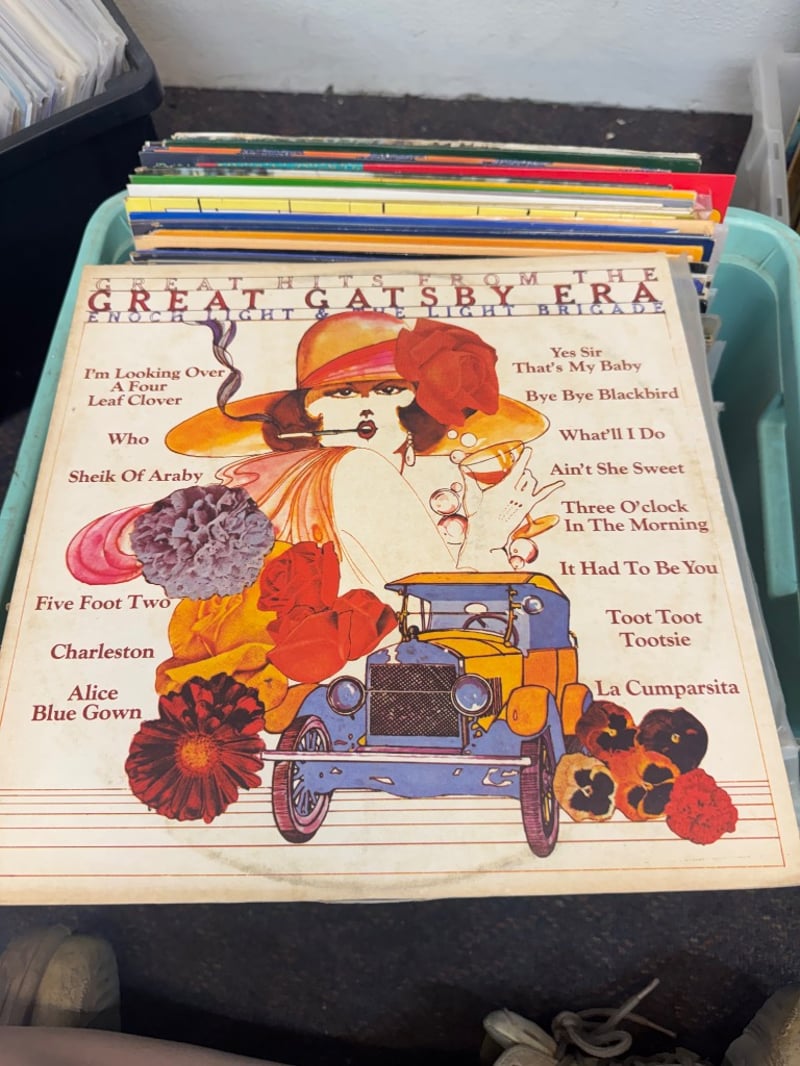 GREAT HITS FROM THE
GREAT GATSBY ERA
ENOCH LIGHT & THE LIGHT BRIGADE
I'm Looking Over
A Four
Leaf Clover
Who
Sheik Of Araby
Five Foot Two
Charleston
Alice
Blue Gown
Yes Sir
That's My Baby
Bye Bye Blackbird
What'll I Do
Ain't She Sweet
Three O'clock
In The Morning
It Had To Be You
Toot Toot
Tootsie
La Cumparsita